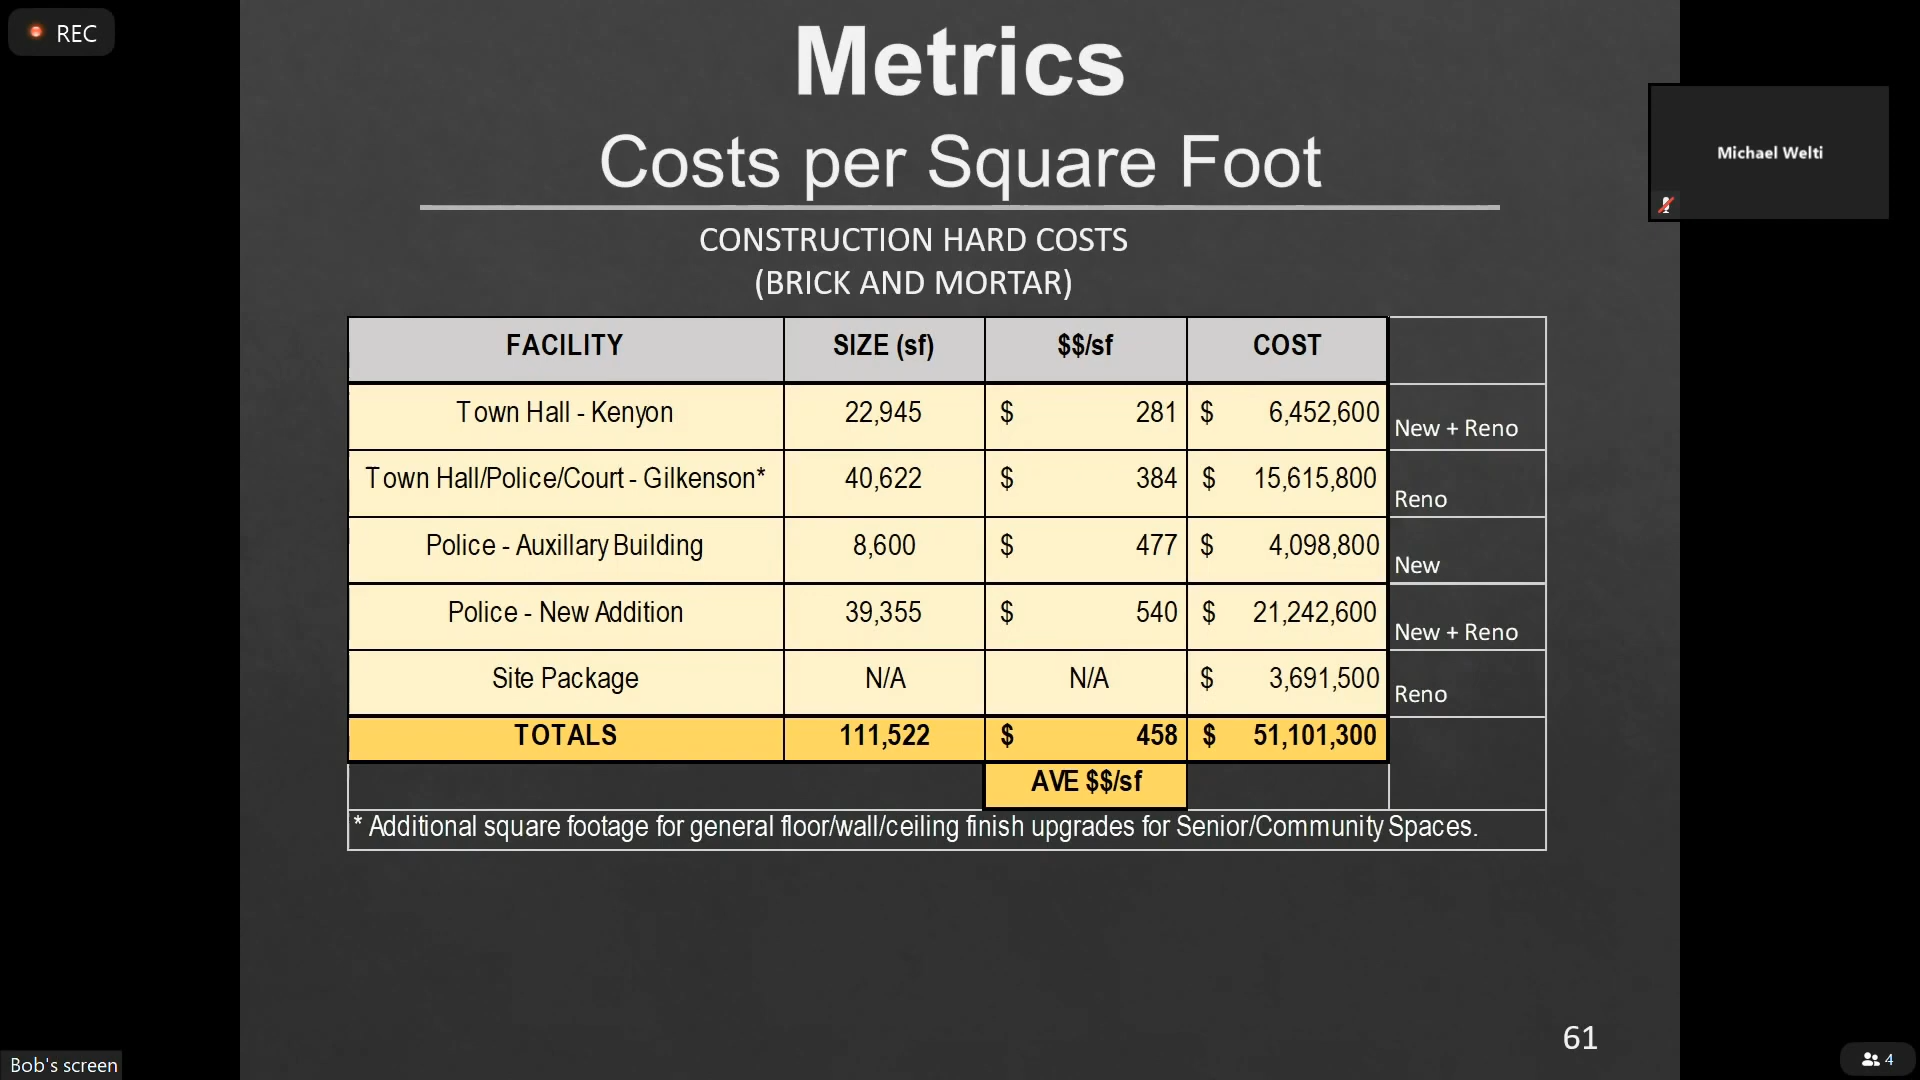 REC
Metrics
Costs per Square Foot
CONSTRUCTION HARD COSTS
(BRICK AND MORTAR)
Michael Welti
FACILITY SIZE (sf) $$/sf COST
Town Hall - Kenyon 22,945 $ 281 $ 6,452,600 New + Reno
Town Hall/Police/Court - Gilkenson* 40,622 $ 384 $ 15,615,800 Reno
Police - Auxillary Building 8,600 $ 477 $ 4,098,800 New
Police - New Addition 39,355 $ 540 $ 21,242,600 New + Reno
Site Package N/A N/A $ 3,691,500 Reno
TOTALS 111,522 $ 458 $ 51,101,300
AVE $$/sf
* Additional square footage for general floor/wall/ceiling finish upgrades for Senior/Community Spaces.
61
Bob's screen
4